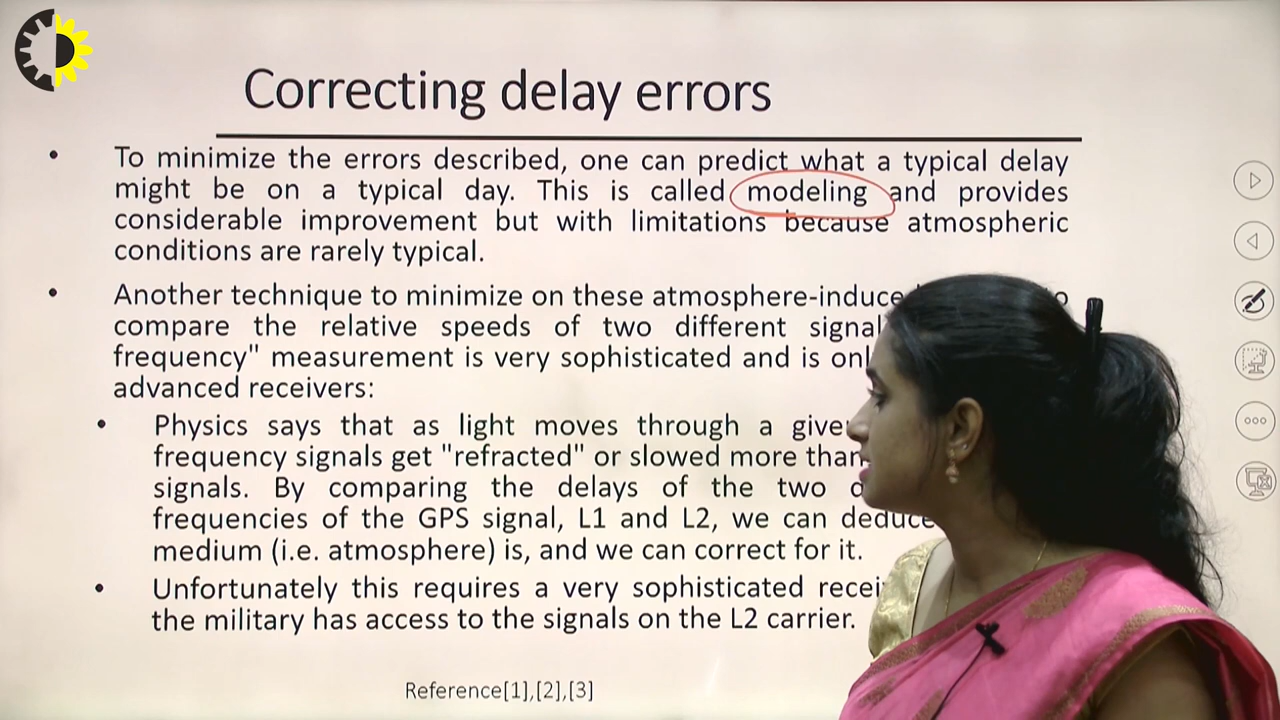 Correcting delay errors
• To minimize the errors described, one can predict what a typical delay
might be on a typical day. This is called modeling and provides
considerable improvement but with limitations because atmospheric
conditions are rarely typical.
• Another technique to minimize on these atmosphere-induce
compare the relative speeds of two different signal
frequency" measurement is very sophisticated and is onl
advanced receivers:
• Physics says that as light moves through a give
frequency signals get "refracted" or slowed more than
signals. By comparing the delays of the two
frequencies of the GPS signal, L1 and L2, we can deduce
medium (i.e. atmosphere) is, and we can correct for it.
• Unfortunately this requires a very sophisticated recei
the military has access to the signals on the L2 carrier.
Reference[1],[2],[3]